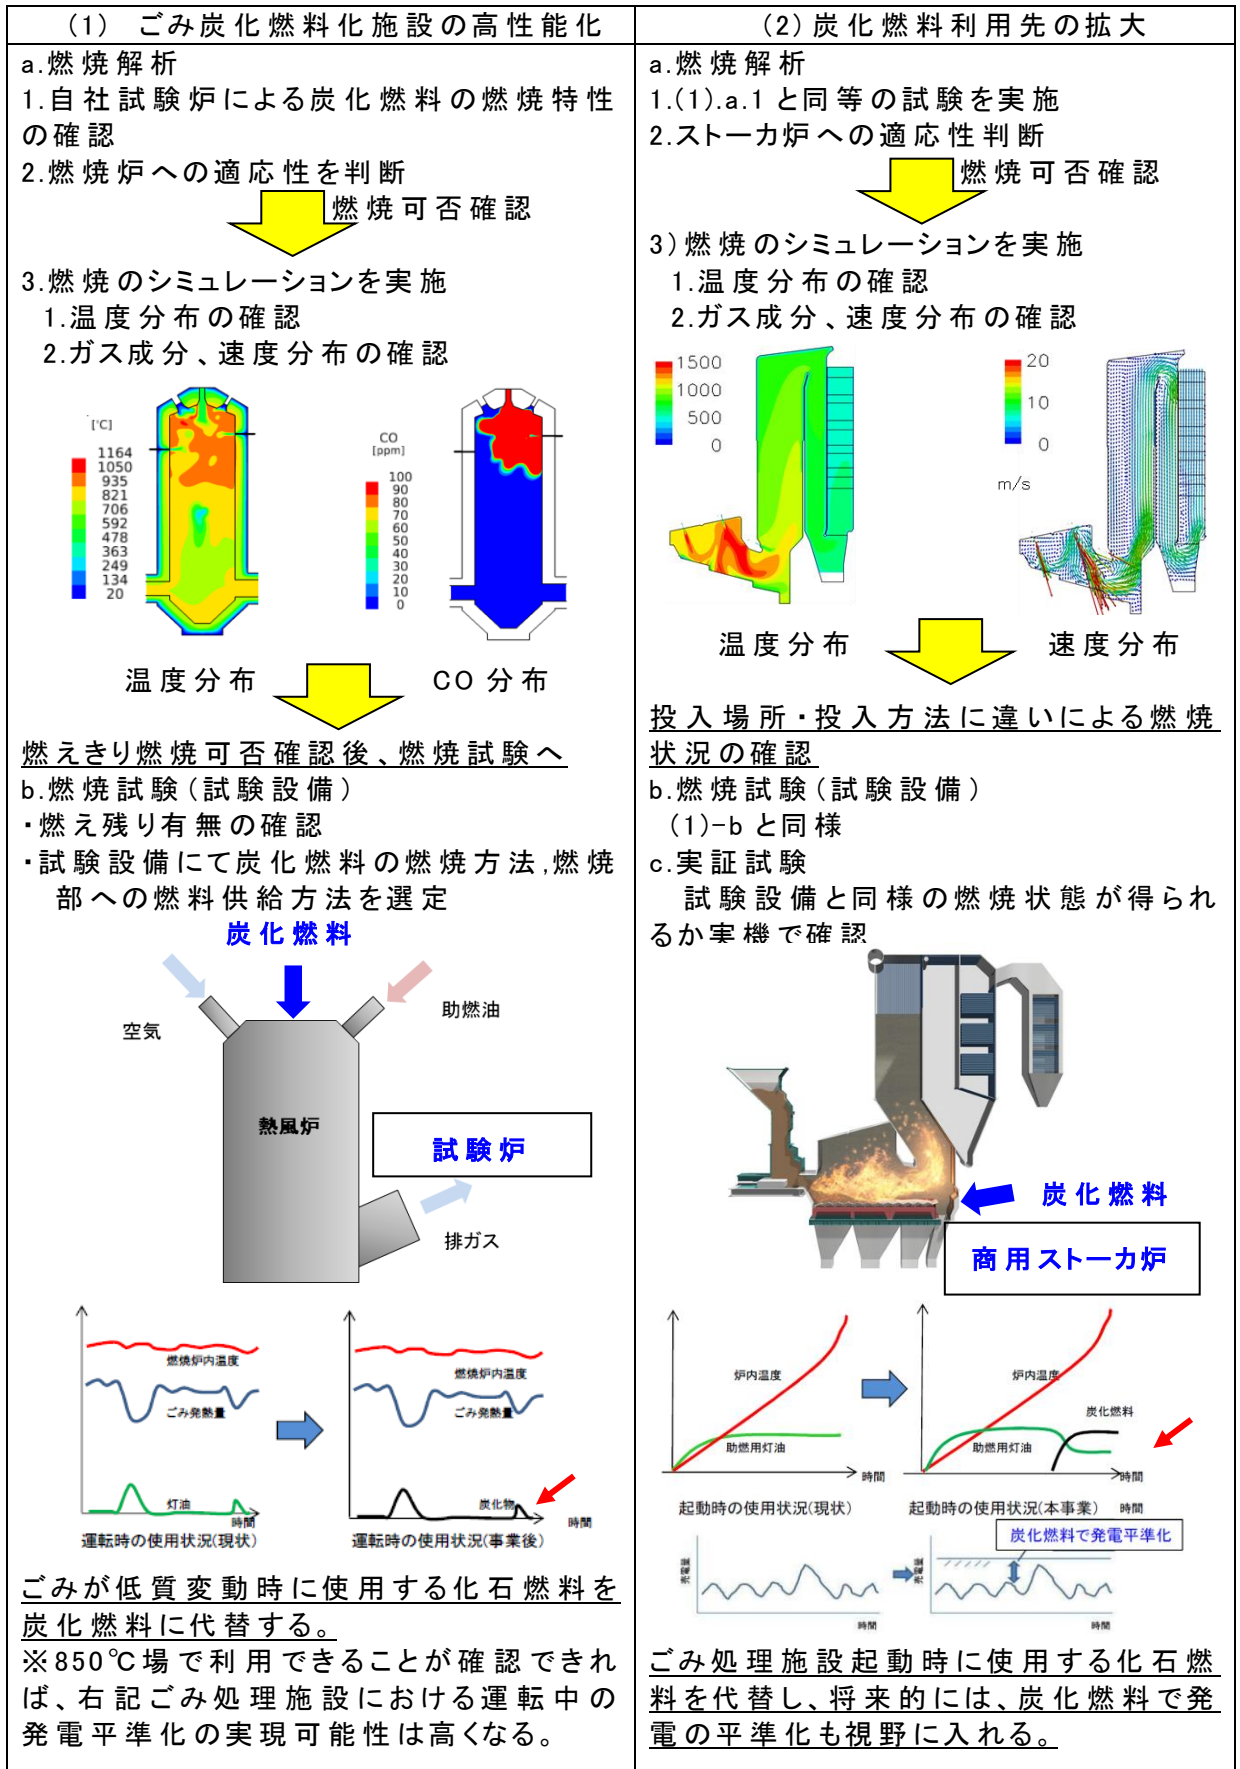 (1) ごみ炭化燃料化施設の高性能化
a.燃焼解析
1.自社試験炉による炭化燃料の燃焼特性
の確認
2.燃焼炉への適応性を判断
燃焼可否確認
3.燃焼のシミュレーションを実施
1.温度分布の確認
2.ガス成分、速度分布の確認
[℃]
1164
1050
935
821
706
592
478
363
249
134
20
CO
[ppm]
100
90
80
70
60
50
40
30
20
10
0
温度分布
CO 分布
燃えきり燃焼可否確認後、燃焼試験へ
b.燃焼試験(試験設備)
・燃え残り有無の確認
・試験設備にて炭化燃料の燃焼方法,燃焼
部への燃料供給方法を選定
炭化燃料
空気
助燃油
熱風炉
試験炉
排ガス
燃焼炉内温度
ごみ発熱量
灯油
時間
運転時の使用状況(現状)
燃焼炉内温度
ごみ発熱量
炭化物
時間
運転時の使用状況(事業後)
ごみが低質変動時に使用する化石燃料を
炭化燃料に代替する。
※850℃場で利用できることが確認できれ
ば、右記ごみ処理施設における運転中の
発電平準化の実現可能性は高くなる。
(2)炭化燃料利用先の拡大
a.燃焼解析
1.(1).a.1 と同等の試験を実施
2.ストーカ炉への適応性判断
燃焼可否確認
3)燃焼のシミュレーションを実施
1.温度分布の確認
2.ガス成分、速度分布の確認
1500
1000
500
0
20
10
0
m/s
温度分布
速度分布
投入場所・投入方法に違いによる燃焼
状況の確認
b.燃焼試験(試験設備)
(1)-b と同様
c.実証試験
試験設備と同様の燃焼状態が得られ
るか実機で確認
炭化燃料
商用ストーカ炉
炉内温度
助燃用灯油
時間
起動時の使用状況(現状)
炉内温度
炭化燃料
助燃用灯油
時間
起動時の使用状況(本事業)
時間
炭化燃料で発電平準化
売電量
時間
売電量
時間
ごみ処理施設起動時に使用する化石燃
料を代替し、将来的には、炭化燃料で発
電の平準化も視野に入れる。